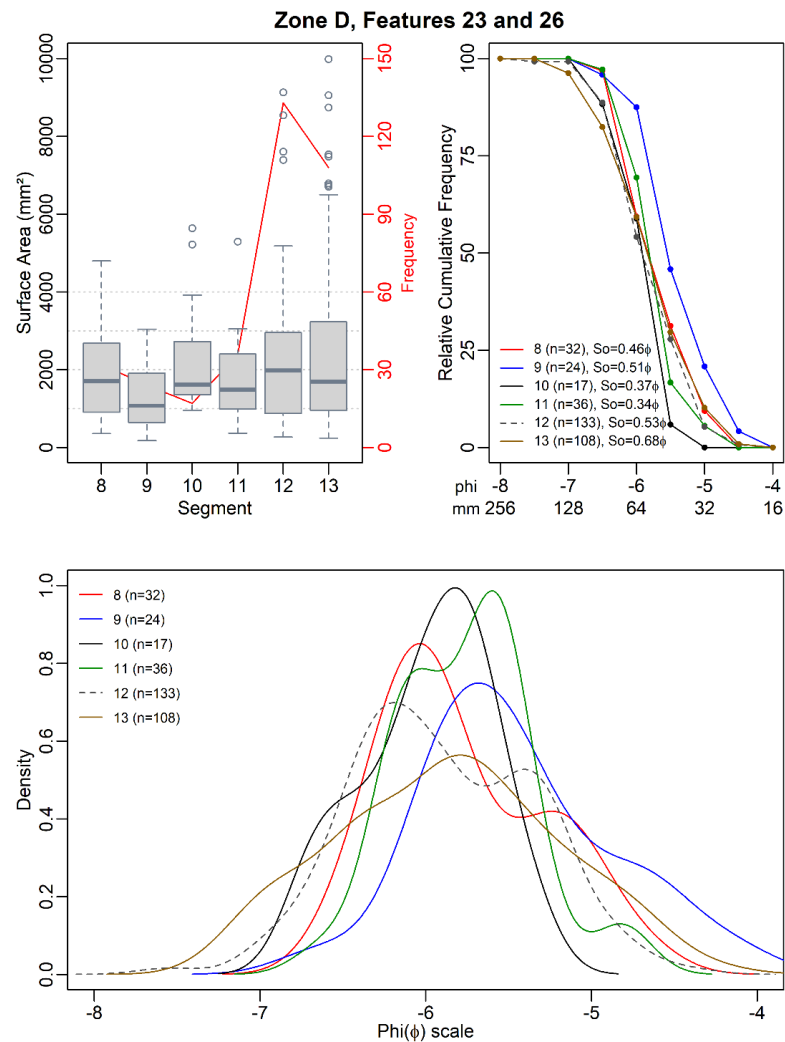 Zone D, Features 23 and 26
Surface Area (mm²)
0 2000 4000 6000 8000 10000
0 30 60 90 120 150
Frequency
8 9 10 11 12 13
Segment
Relative Cumulative Frequency
0 25 50 75 100
8 (n=32), So=0.46ϕ
9 (n=24), So=0.51ϕ
10 (n=17), So=0.37ϕ
11 (n=36), So=0.34ϕ
12 (n=133), So=0.53ϕ
13 (n=108), So=0.68ϕ
phi -8 -7 -6 -5 -4
mm 256 128 64 32 16
Density
0.0 0.2 0.4 0.6 0.8 1.0
8 (n=32)
9 (n=24)
10 (n=17)
11 (n=36)
12 (n=133)
13 (n=108)
-8 -7 -6 -5 -4
Phi(ϕ) scale